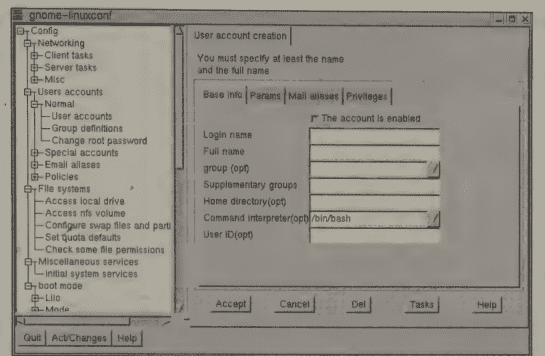 gnome-linuxconf
Config
Networking
Client tasks
Server tasks
Misc
Users accounts
Normal
User accounts
Group definitions
Change root password
Special accounts
Email aliases
Policies
File systems
Access local drive
Access nfs volume
Configure swap files and parti
Set quota defaults
Check some file permissions
Miscellaneous services
Initial system services
boot mode
Lilo
Mode
Quit Act/Changes Help
User account creation
You must specify at least the name
and the full name
Base info Params Mail aliases Privileges
The account is enabled
Login name
Full name
group (opt)
Supplementary groups
Home directory(opt)
Command interpreter(opt) /bin/bash
User ID(opt)
Accept Cancel Del Tasks Help